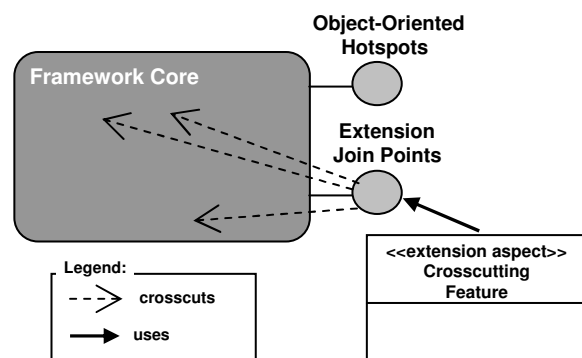 Object-Oriented
Hotspots
Framework Core
Extension
Join Points
<<extension aspect>>
Crosscutting
Feature
Legend:
crosscuts
uses